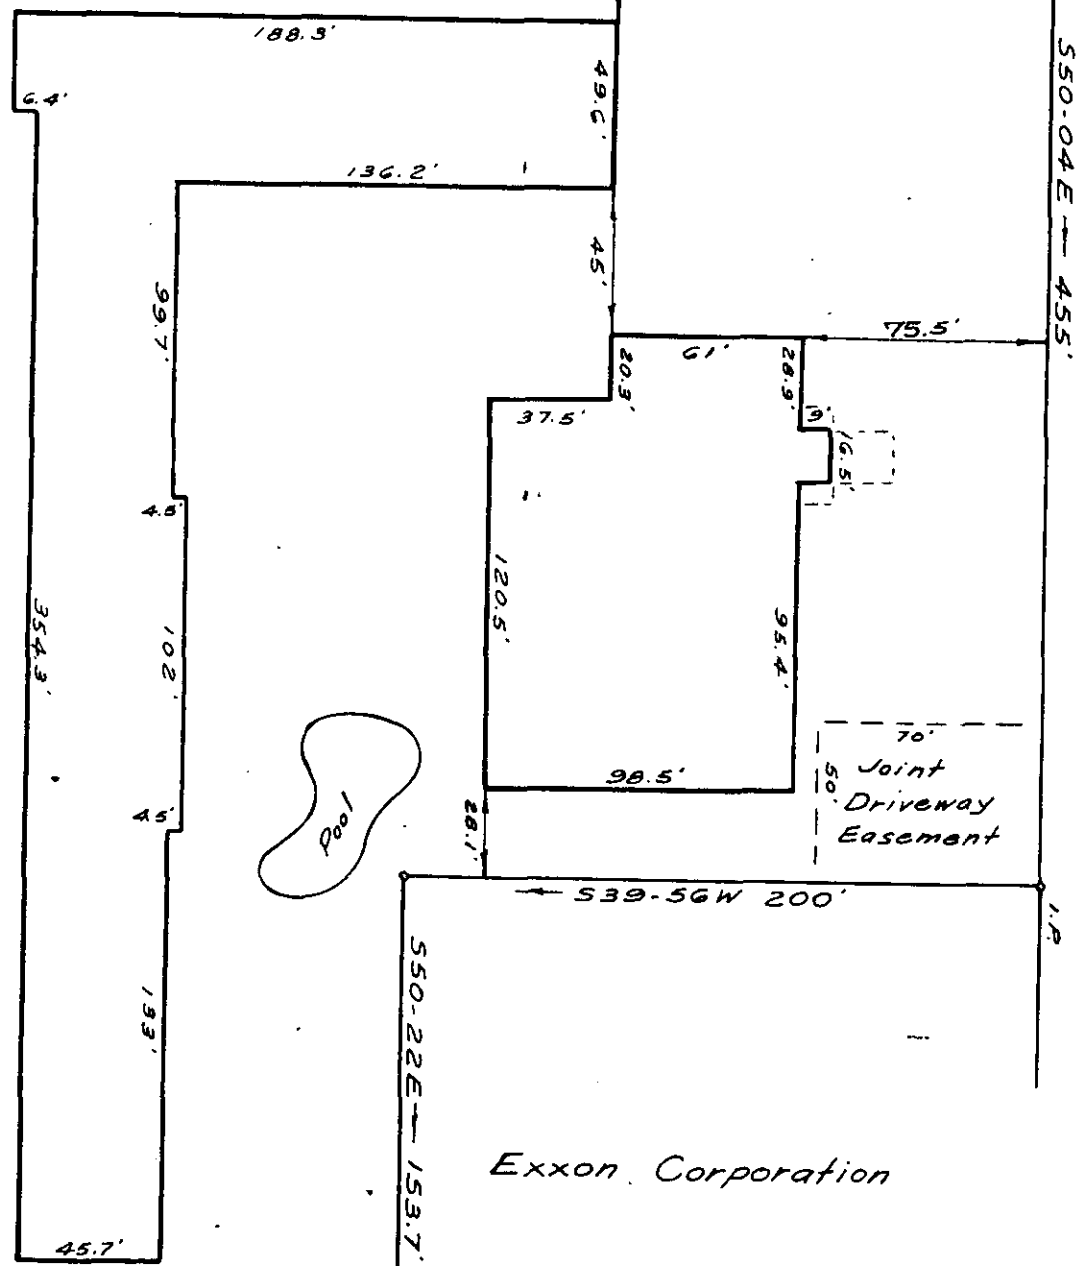 188.3'
49.6'
6.4'
136.2'
S50-04E ← 455'
45'
99.7'
75.5'
61'
20.3'
28.9'
9'
37.5'
16.5'
4.5'
120.5'
354.3'
102'
95.4'
70'
50'
Joint
Driveway
Easement
98.5'
28.1'
4.5'
Pool
← S39-56W 200'
I.P.
S50-22E ← 153.7'
133'
Exxon Corporation
45.7'